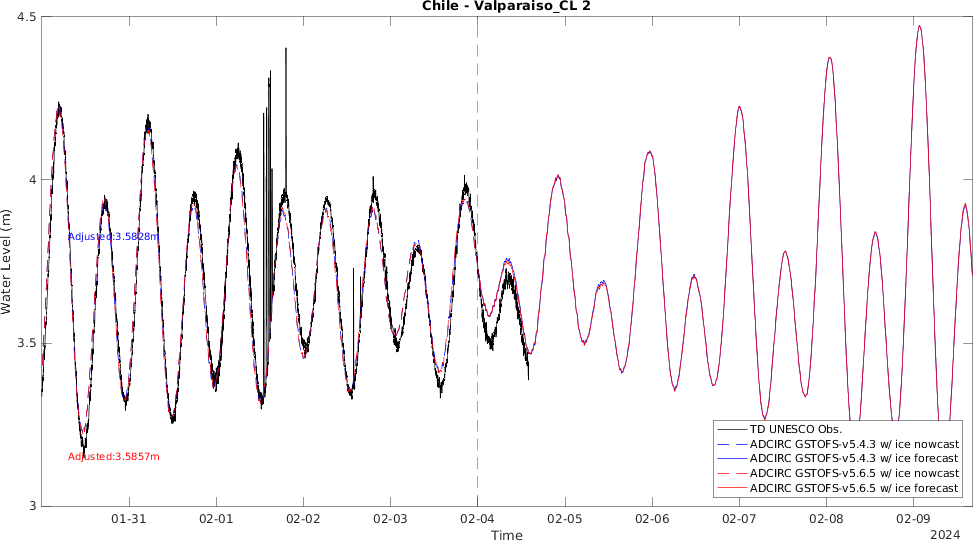 Chile - Valparaiso_CL 2
4.5
4
3.5
3
Water Level (m)
Adjusted:3.5828m
Adjusted:3.5857m
TD UNESCO Obs.
ADCIRC GSTOFS-v5.4.3 w/ ice nowcast
ADCIRC GSTOFS-v5.4.3 w/ ice forecast
ADCIRC GSTOFS-v5.6.5 w/ ice nowcast
ADCIRC GSTOFS-v5.6.5 w/ ice forecast
01-31 02-01 02-02 02-03 02-04 02-05 02-06 02-07 02-08 02-09
Time
2024